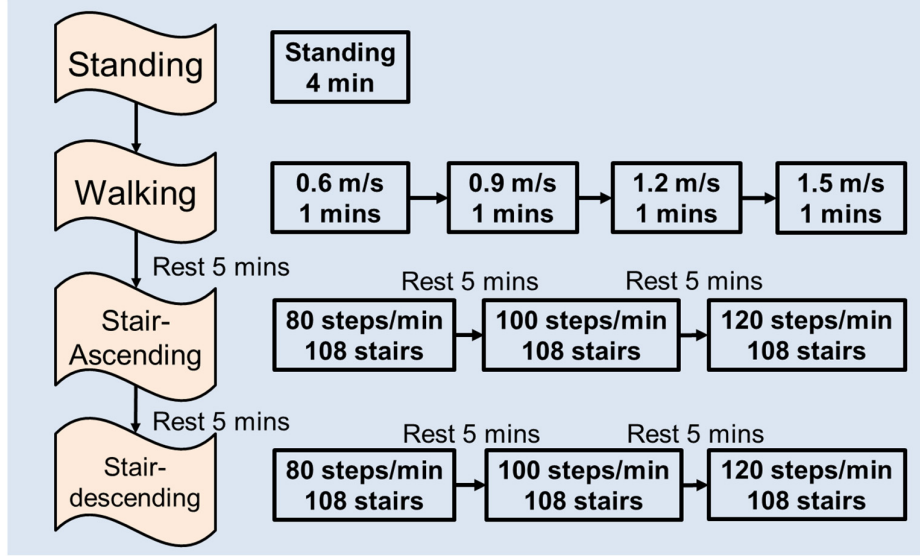 Standing
Standing
4 min
Walking
0.6 m/s
1 mins
0.9 m/s
1 mins
1.2 m/s
1 mins
1.5 m/s
1 mins
Rest 5 mins
Stair-
Ascending
Rest 5 mins
Rest 5 mins
80 steps/min
108 stairs
100 steps/min
108 stairs
120 steps/min
108 stairs
Rest 5 mins
Stair-
descending
Rest 5 mins
Rest 5 mins
80 steps/min
108 stairs
100 steps/min
108 stairs
120 steps/min
108 stairs